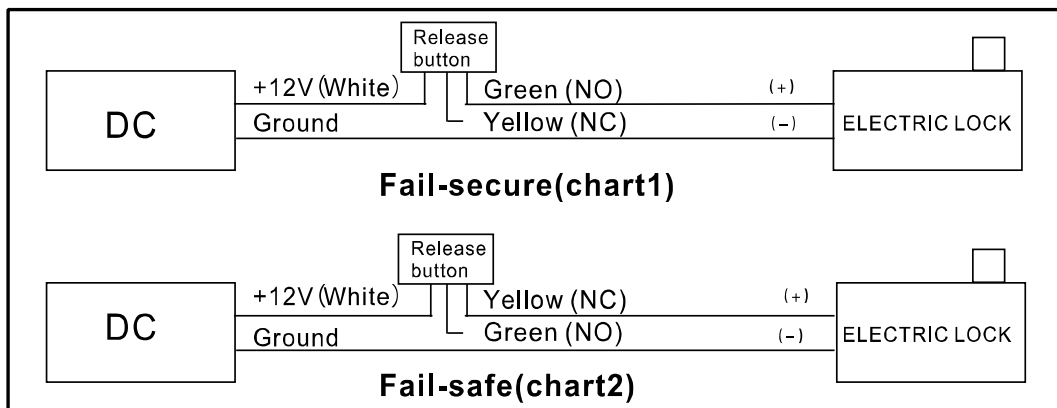 Release
button
+12V(White)
Green (NO)
(+)
DC
Ground
Yellow (NC)
(-)
ELECTRIC LOCK
Fail-secure(chart1)
Release
button
+12V(White)
Yellow (NC)
(+)
DC
Ground
Green (NO)
(-)
ELECTRIC LOCK
Fail-safe(chart2)